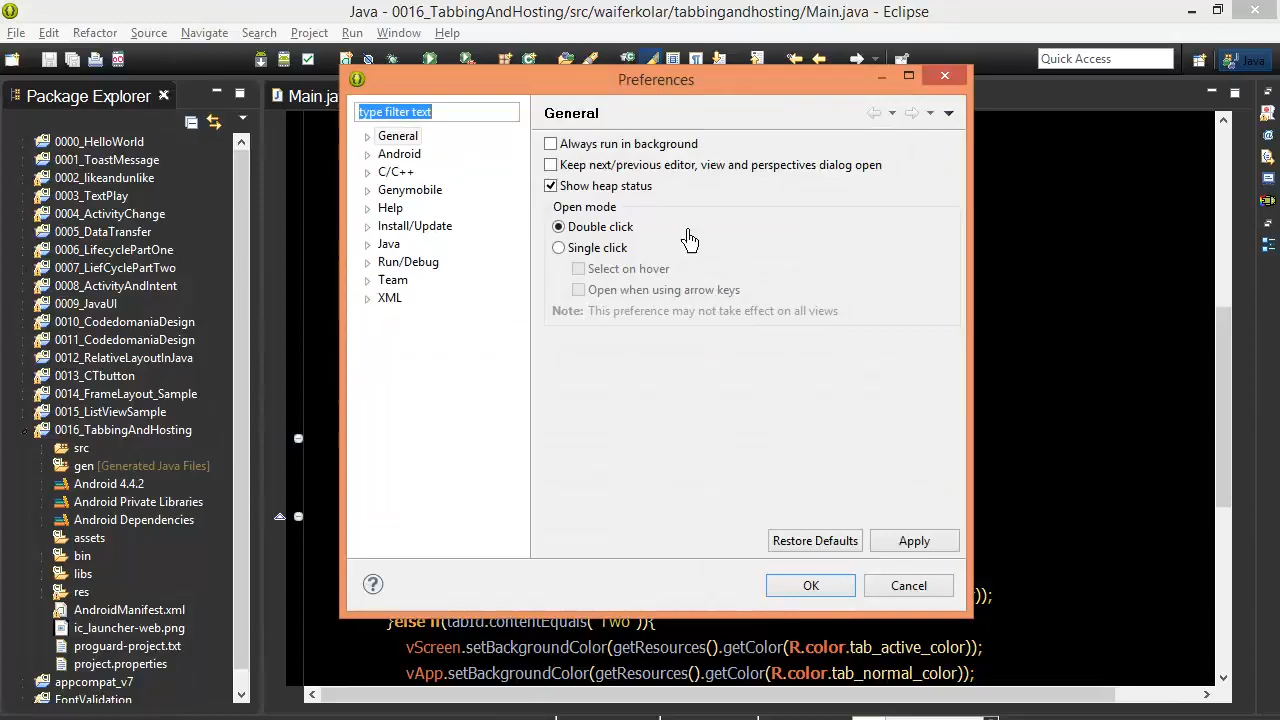 Java - 0016_TabbingAndHosting/src/waiferkolar/tabbingandhosting/Main.java - Eclipse
File Edit Refactor Source Navigate Search Project Run Window Help
Quick Access
Java
Package Explorer
Main.ja
0000_HelloWorld
0001_ToastMessage
0002_likeandunlike
0003_TextPlay
0004_ActivityChange
0005_DataTransfer
0006_LifecyclePartOne
0007_LiefCyclePartTwo
0008_ActivityAndIntent
0009_JavaUI
0010_CodedomaniaDesign
0011_CodedomaniaDesign
0012_RelativeLayoutInJava
0013_CTbutton
0014_FrameLayout_Sample
0015_ListViewSample
0016_TabbingAndHosting
src
gen [Generated Java Files]
Android 4.4.2
Android Private Libraries
Android Dependencies
assets
bin
libs
res
AndroidManifest.xml
ic_launcher-web.png
proguard-project.txt
project.properties
appcompat_v7
FontValidation
Preferences
type filter text
General
Android
C/C++
Genymobile
Help
Install/Update
Java
Run/Debug
Team
XML
General
Always run in background
Keep next/previous editor, view and perspectives dialog open
Show heap status
Open mode
Double click
Single click
Select on hover
Open when using arrow keys
Note: This preference may not take effect on all views
Restore Defaults Apply
OK Cancel
));
}else if(tabId.contentEquals("Two")){
vScreen.setBackgroundColor(getResources().getColor(R.color.tab_active_color));
vApp.setBackgroundColor(getResources().getColor(R.color.tab_normal_color));